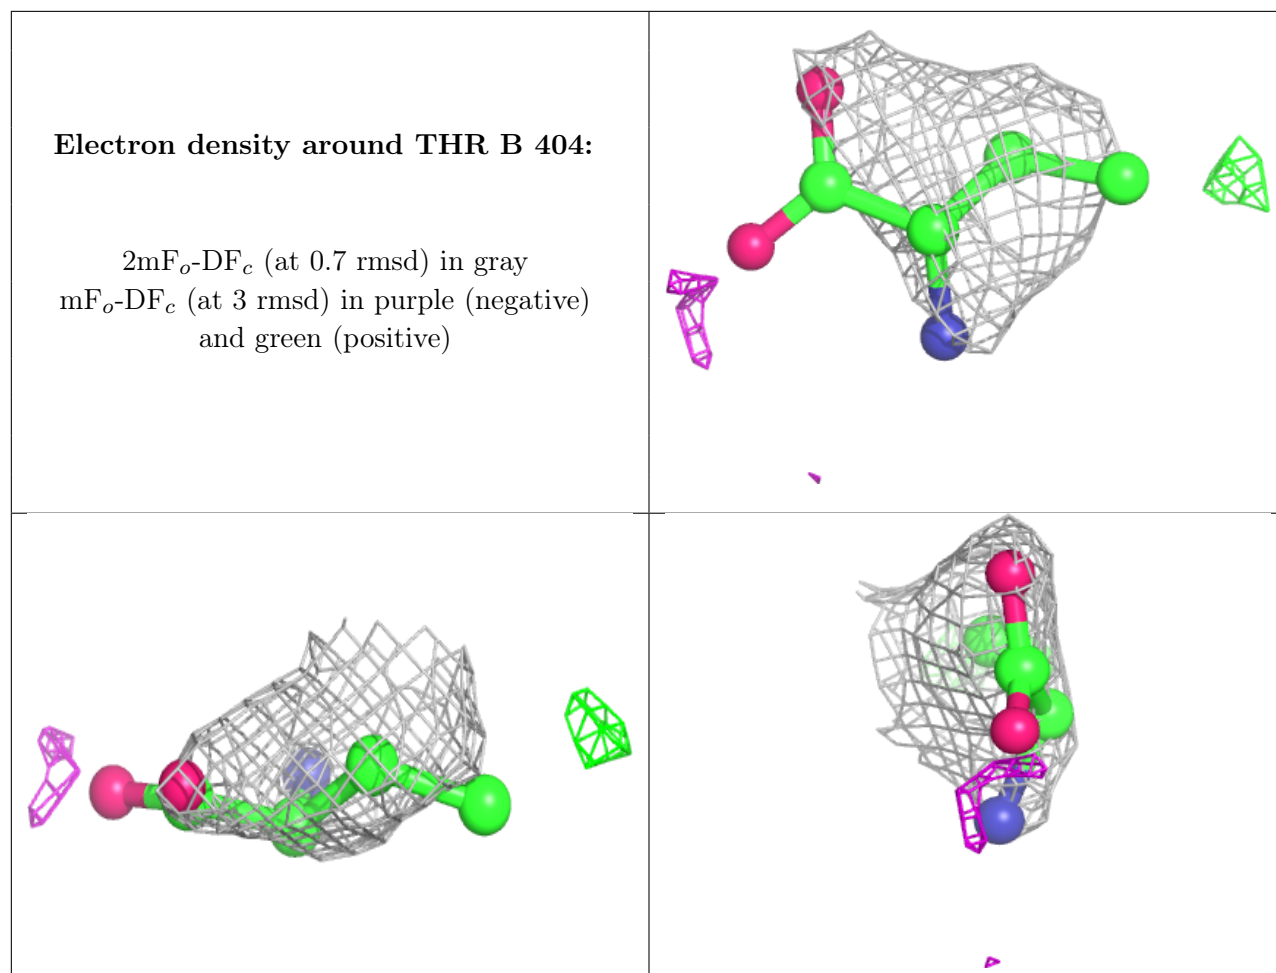 Electron density around THR B 404:
2mFo-DFc (at 0.7 rmsd) in gray
mFo-DFc (at 3 rmsd) in purple (negative)
and green (positive)